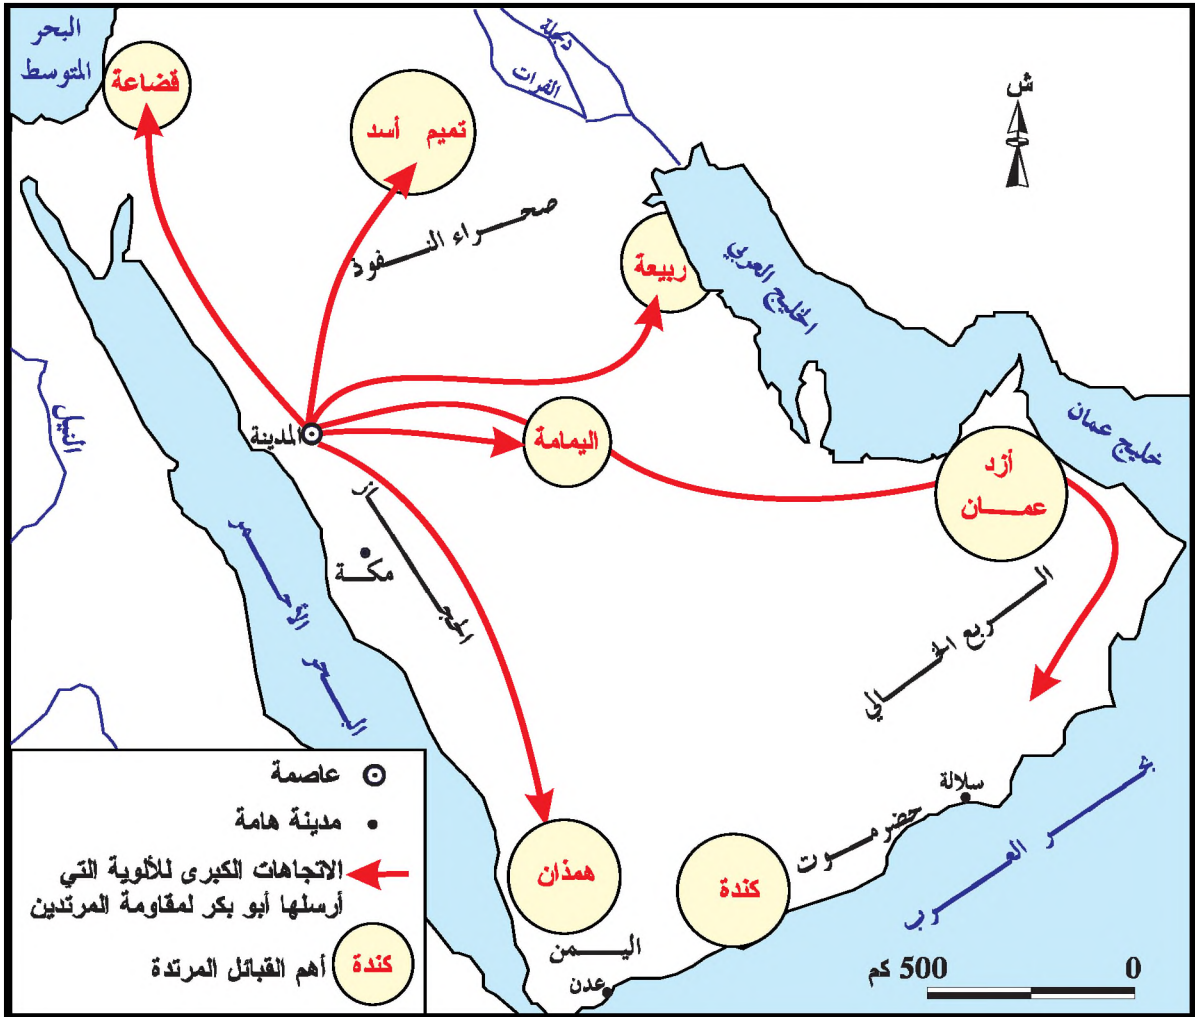 البحر
المتوسط
قضاعة
تميم
أسد
دجلة
الفرات
ش
صحراء النفوذ
ربيعة
الخليج العربي
خليج عمان
النيل
المدينة
اليمامة
أزد
عمان
الحجاز
مكة
البحر الأحمر
الربع الخالي
سلالة
حضرموت
بحر العرب
همذان
كندة
اليمن
عدن
عاصمة
مدينة هامة
الاتجاهات الكبرى للألوية التي
أرسلها أبو بكر لمقاومة المرتدين
كندة
أهم القبائل المرتدة
0
500 كم